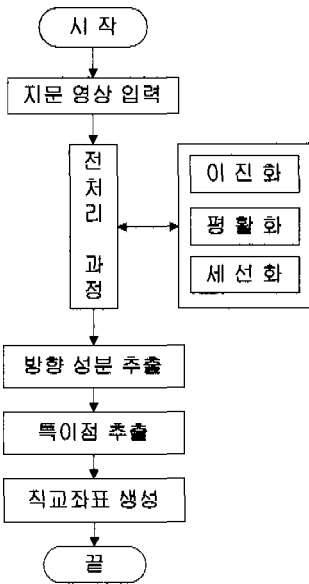 시 작
지문 영상 입력
전
처
리
과
정
이 진 화
평 활 화
세 선 화
방향 성분 추출
특이점 추출
직교좌표 생성
끝